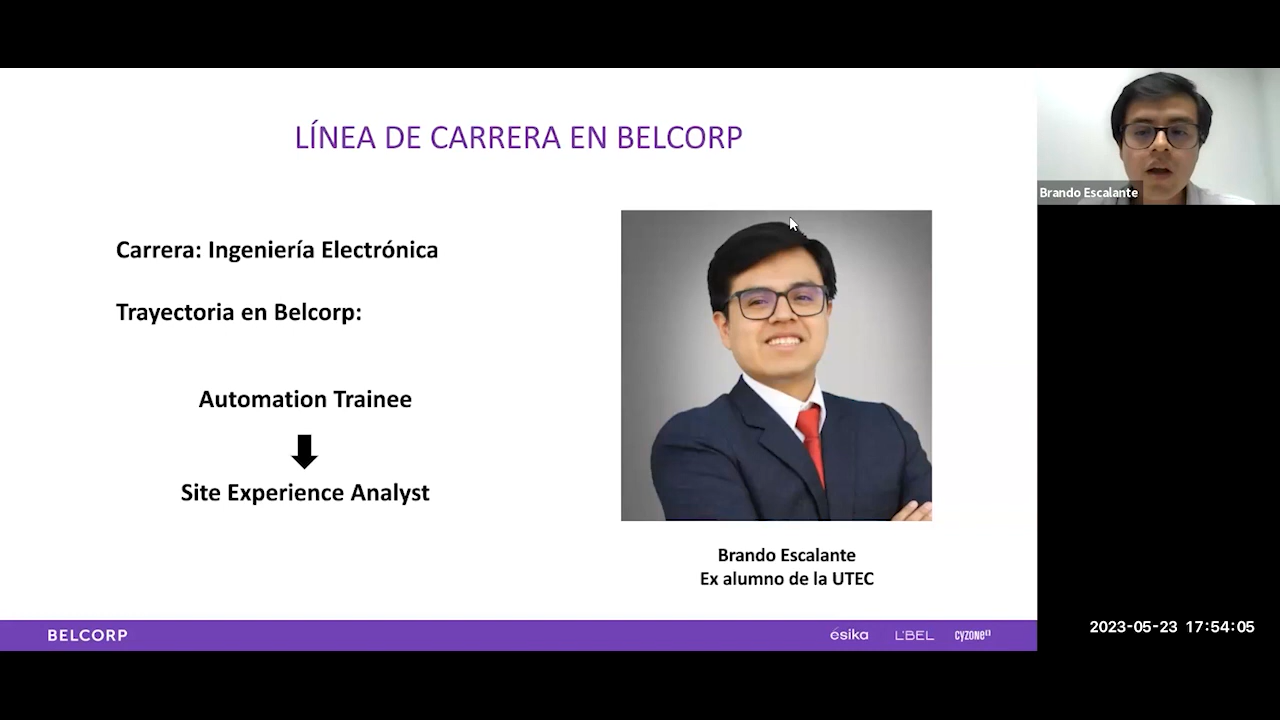 LÍNEA DE CARRERA EN BELCORP
Carrera: Ingeniería Electrónica
Trayectoria en Belcorp:
Automation Trainee
Site Experience Analyst
Brando Escalante
Ex alumno de la UTEC
BELCORP
ésika
L'BEL
cyzone
Brando Escalante
2023-05-23 17:54:05